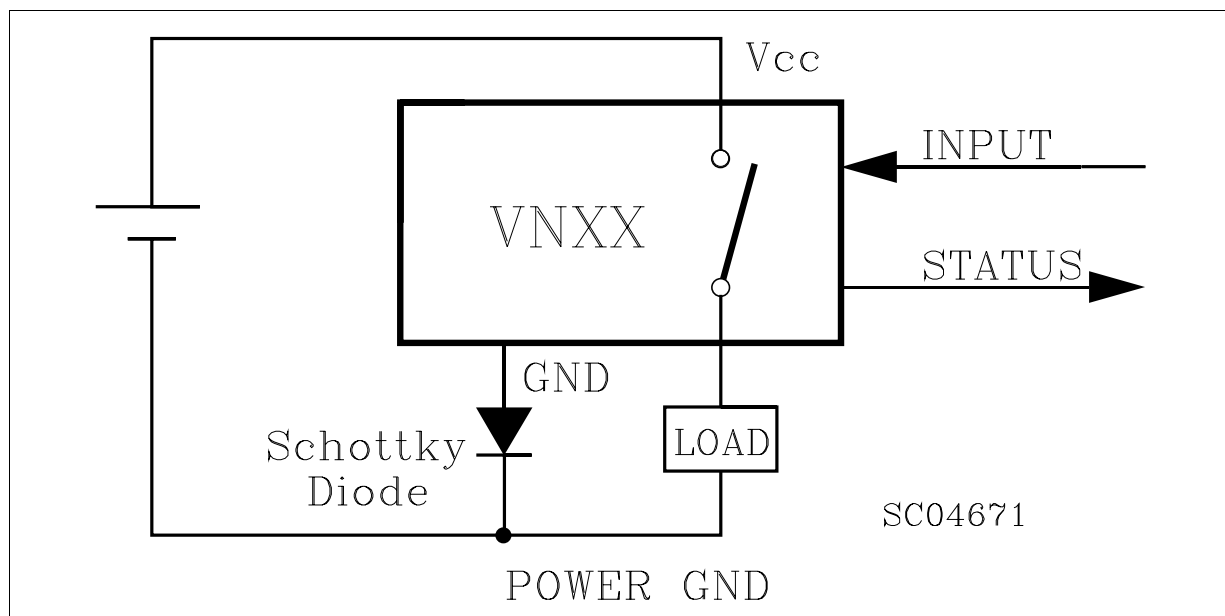 Vcc
INPUT
VNXX
STATUS
GND
Schottky
Diode
LOAD
SC04671
POWER GND